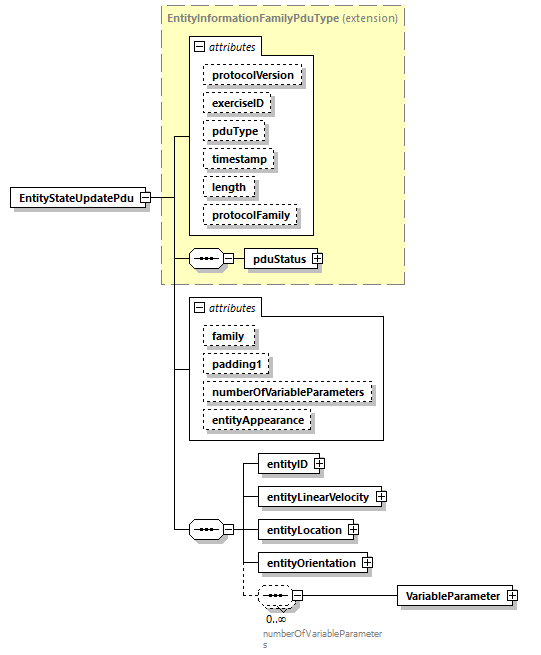 EntityInformationFamilyPduType (extension)
attributes
protocolVersion
exerciseID
pduType
timestamp
length
protocolFamily
EntityStateUpdatePdu
pduStatus
attributes
family
padding1
numberOfVariableParameters
entityAppearance
entityID
entityLinearVelocity
entityLocation
entityOrientation
VariableParameter
0..∞
numberOfVariableParameter
s